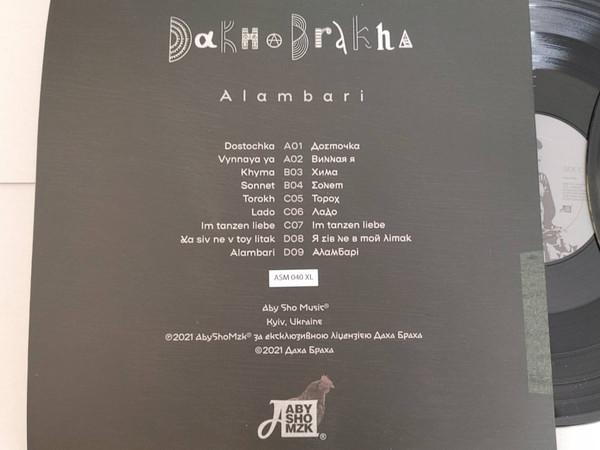 DakhaBrakha
Alambari
Dostochka A01 Досточка
Vynnaya ya A02 Винная я
Khyma B03 Хима
Sonnet B04 Сонет
Torokh C05 Торох
Lado C06 Ладо
Im tanzen liebe C07 Im tanzen liebe
Ya siv ne v toy litak D08 Я сів не в той літак
Alambari D09 Аламбарі
ASM 040 XL
Aby Sho Music®
Kyiv, Ukraine
℗2021 AbyShoMzk® за ексклюзивною ліцензією Даха Браха
©2021 Даха Браха
ABY
SHO
MZK®